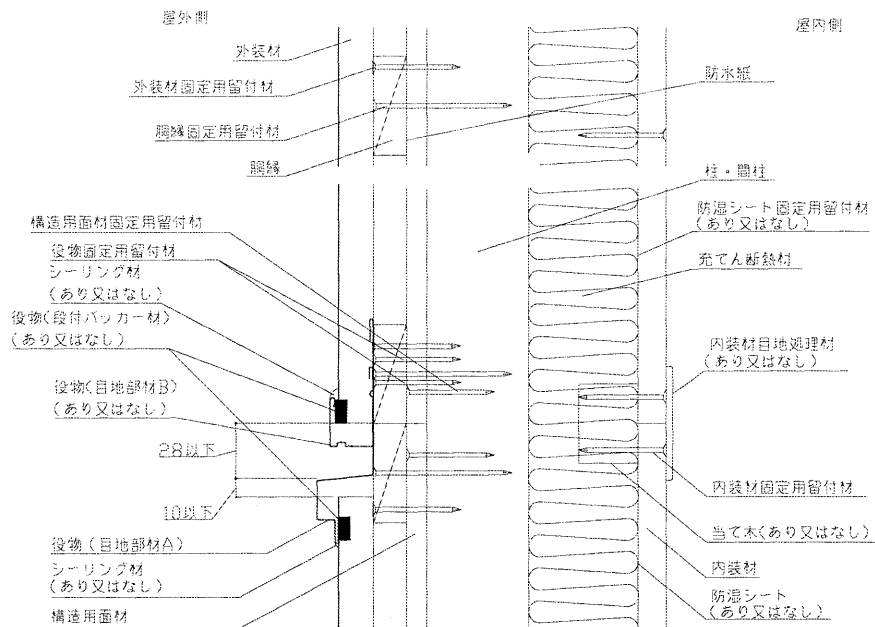 屋外側
屋内側
外装材
外装材固定用留付材
胴縁固定用留付材
胴縁
防水紙
柱・間柱
防湿シート固定用留付材
(あり又はなし)
充てん断熱材
構造用面材固定用留付材
役物固定用留付材
シーリング材
(あり又はなし)
役物(段付バッカー材)
(あり又はなし)
役物(目地部材B)
(あり又はなし)
28以下
10以下
役物(目地部材A)
シーリング材
(あり又はなし)
構造用面材
内装材目地処理材
(あり又はなし)
内装材固定用留付材
当て木(あり又はなし)
内装材
防湿シート
(あり又はなし)